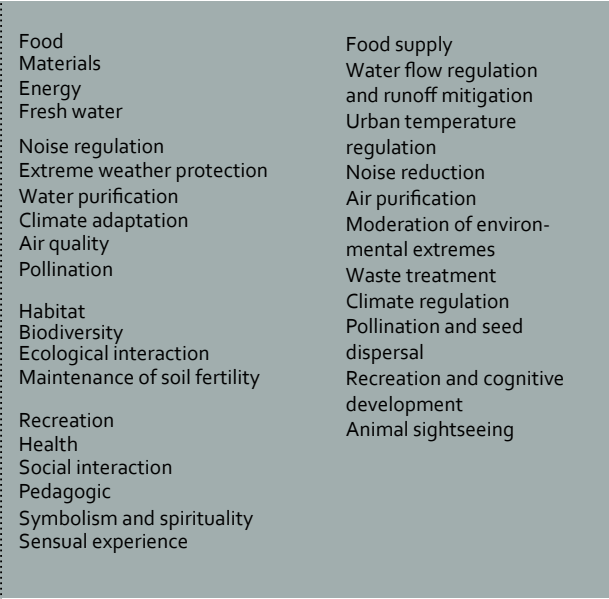 Food
Materials
Energy
Fresh water
Noise regulation
Extreme weather protection
Water purification
Climate adaptation
Air quality
Pollination
Habitat
Biodiversity
Ecological interaction
Maintenance of soil fertility
Recreation
Health
Social interaction
Pedagogic
Symbolism and spirituality
Sensual experience
Food supply
Water flow regulation
and runoff mitigation
Urban temperature
regulation
Noise reduction
Air purification
Moderation of environ-
mental extremes
Waste treatment
Climate regulation
Pollination and seed
dispersal
Recreation and cognitive
development
Animal sightseeing